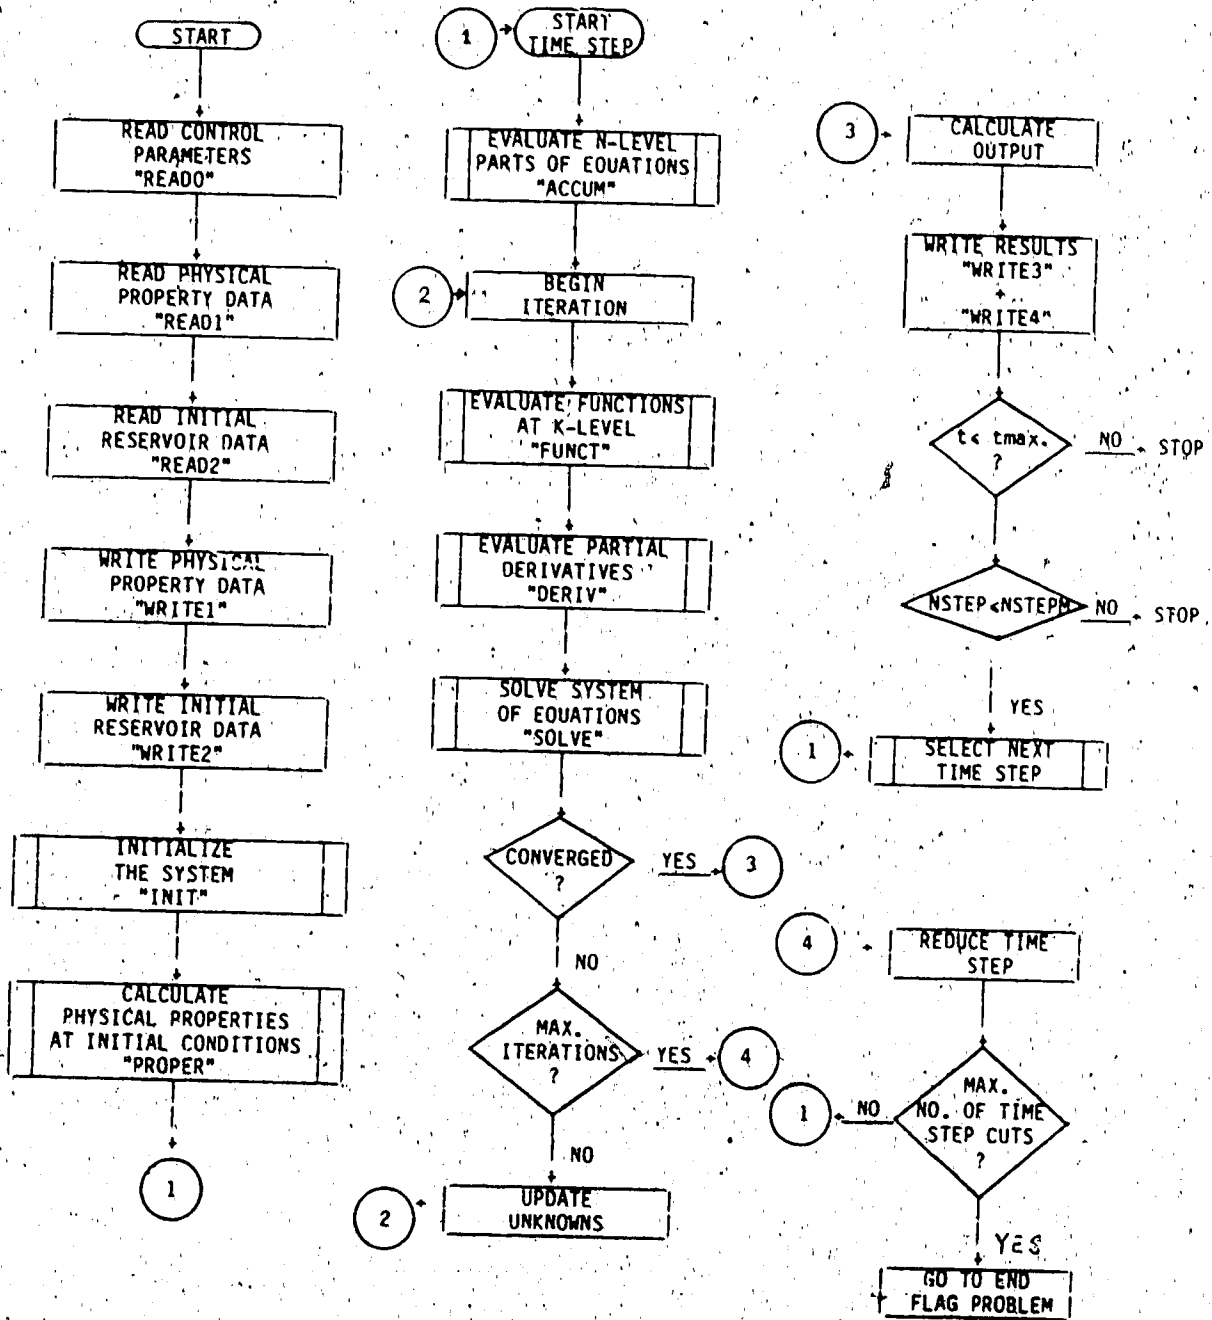 START
READ CONTROL
PARAMETERS
"READ0"
READ PHYSICAL
PROPERTY DATA
"READ1"
READ INITIAL
RESERVOIR DATA
"READ2"
WRITE PHYSICAL
PROPERTY DATA
"WRITE1"
WRITE INITIAL
RESERVOIR DATA
"WRITE2"
INITIALIZE
THE SYSTEM
"INIT"
CALCULATE
PHYSICAL PROPERTIES
AT INITIAL CONDITIONS
"PROPER"
1
1
START
TIME STEP
EVALUATE N-LEVEL
PARTS OF EQUATIONS
"ACCUM"
2
BEGIN
ITERATION
EVALUATE FUNCTIONS
AT K-LEVEL
"FUNCT"
EVALUATE PARTIAL
DERIVATIVES
"DERIV"
SOLVE SYSTEM
OF EQUATIONS
"SOLVE"
CONVERGED
?
YES
3
NO
MAX.
ITERATIONS
?
YES
4
NO
UPDATE
UNKNOWNS
2
3
CALCULATE
OUTPUT
WRITE RESULTS
"WRITE3"
+
"WRITE4"
t< tmax.
?
NO
STOP
NSTEP<NSTEPM
NO
STOP
YES
SELECT NEXT
TIME STEP
1
4
REDUCE TIME
STEP
MAX.
NO. OF TIME
STEP CUTS
?
NO
1
YES
GO TO END
FLAG PROBLEM